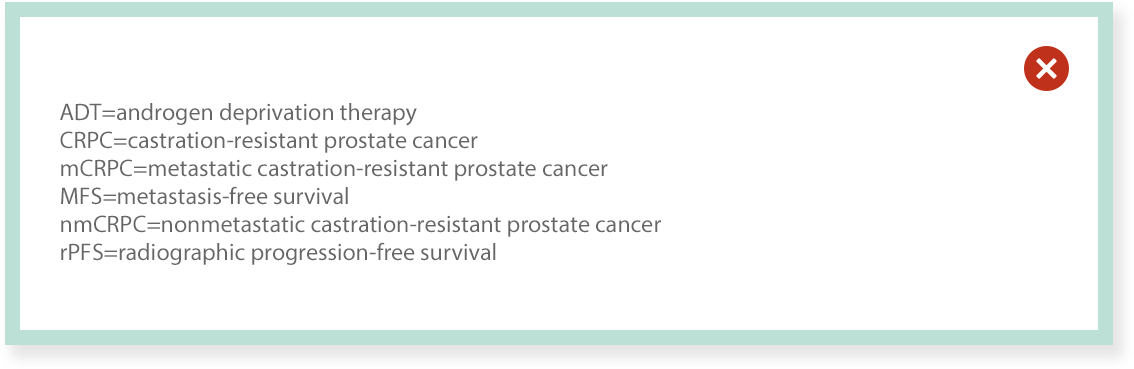 ADT=androgen deprivation therapy
CRPC=castration-resistant prostate cancer
mCRPC=metastatic castration-resistant prostate cancer
MFS=metastasis-free survival
nmCRPC=nonmetastatic castration-resistant prostate cancer
rPFS=radiographic progression-free survival